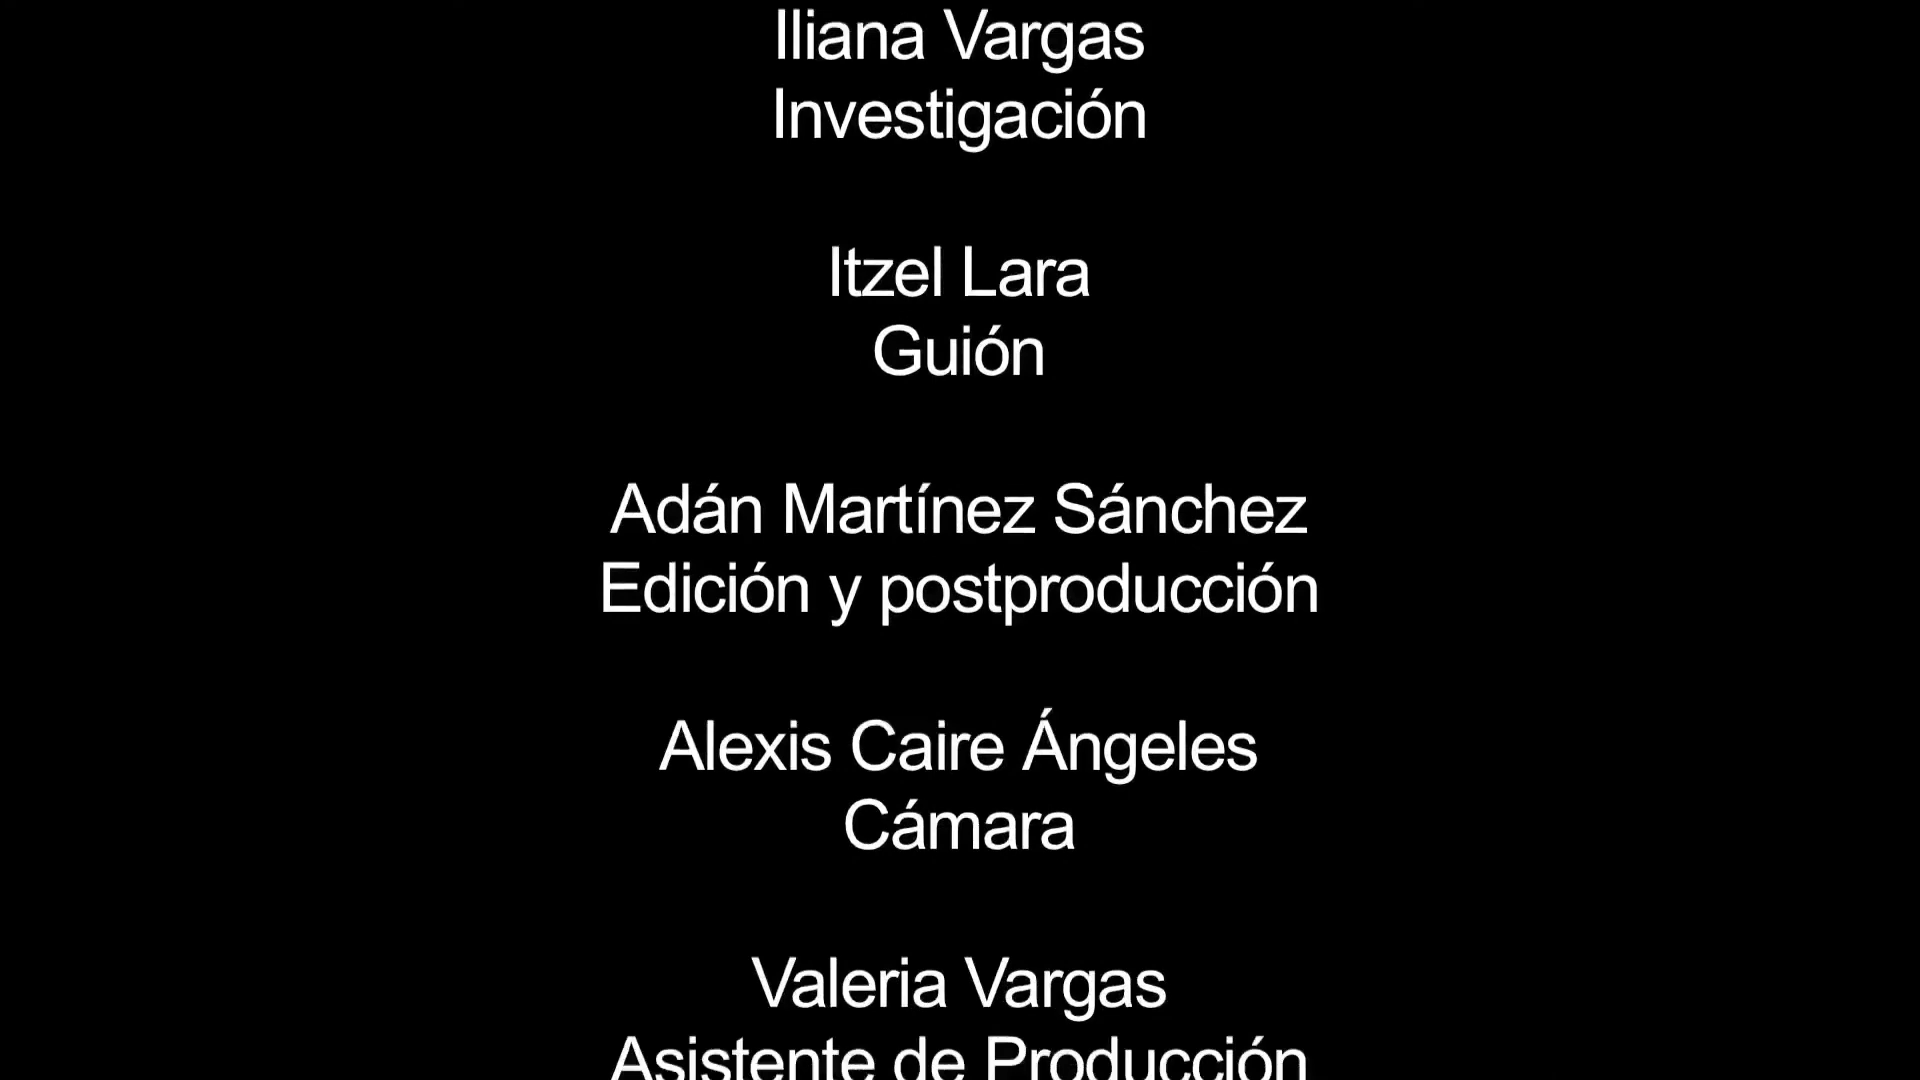 Iliana Vargas
Investigación
Itzel Lara
Guión
Adán Martínez Sánchez
Edición y postproducción
Alexis Caire Ángeles
Cámara
Valeria Vargas
Asistente de Producción